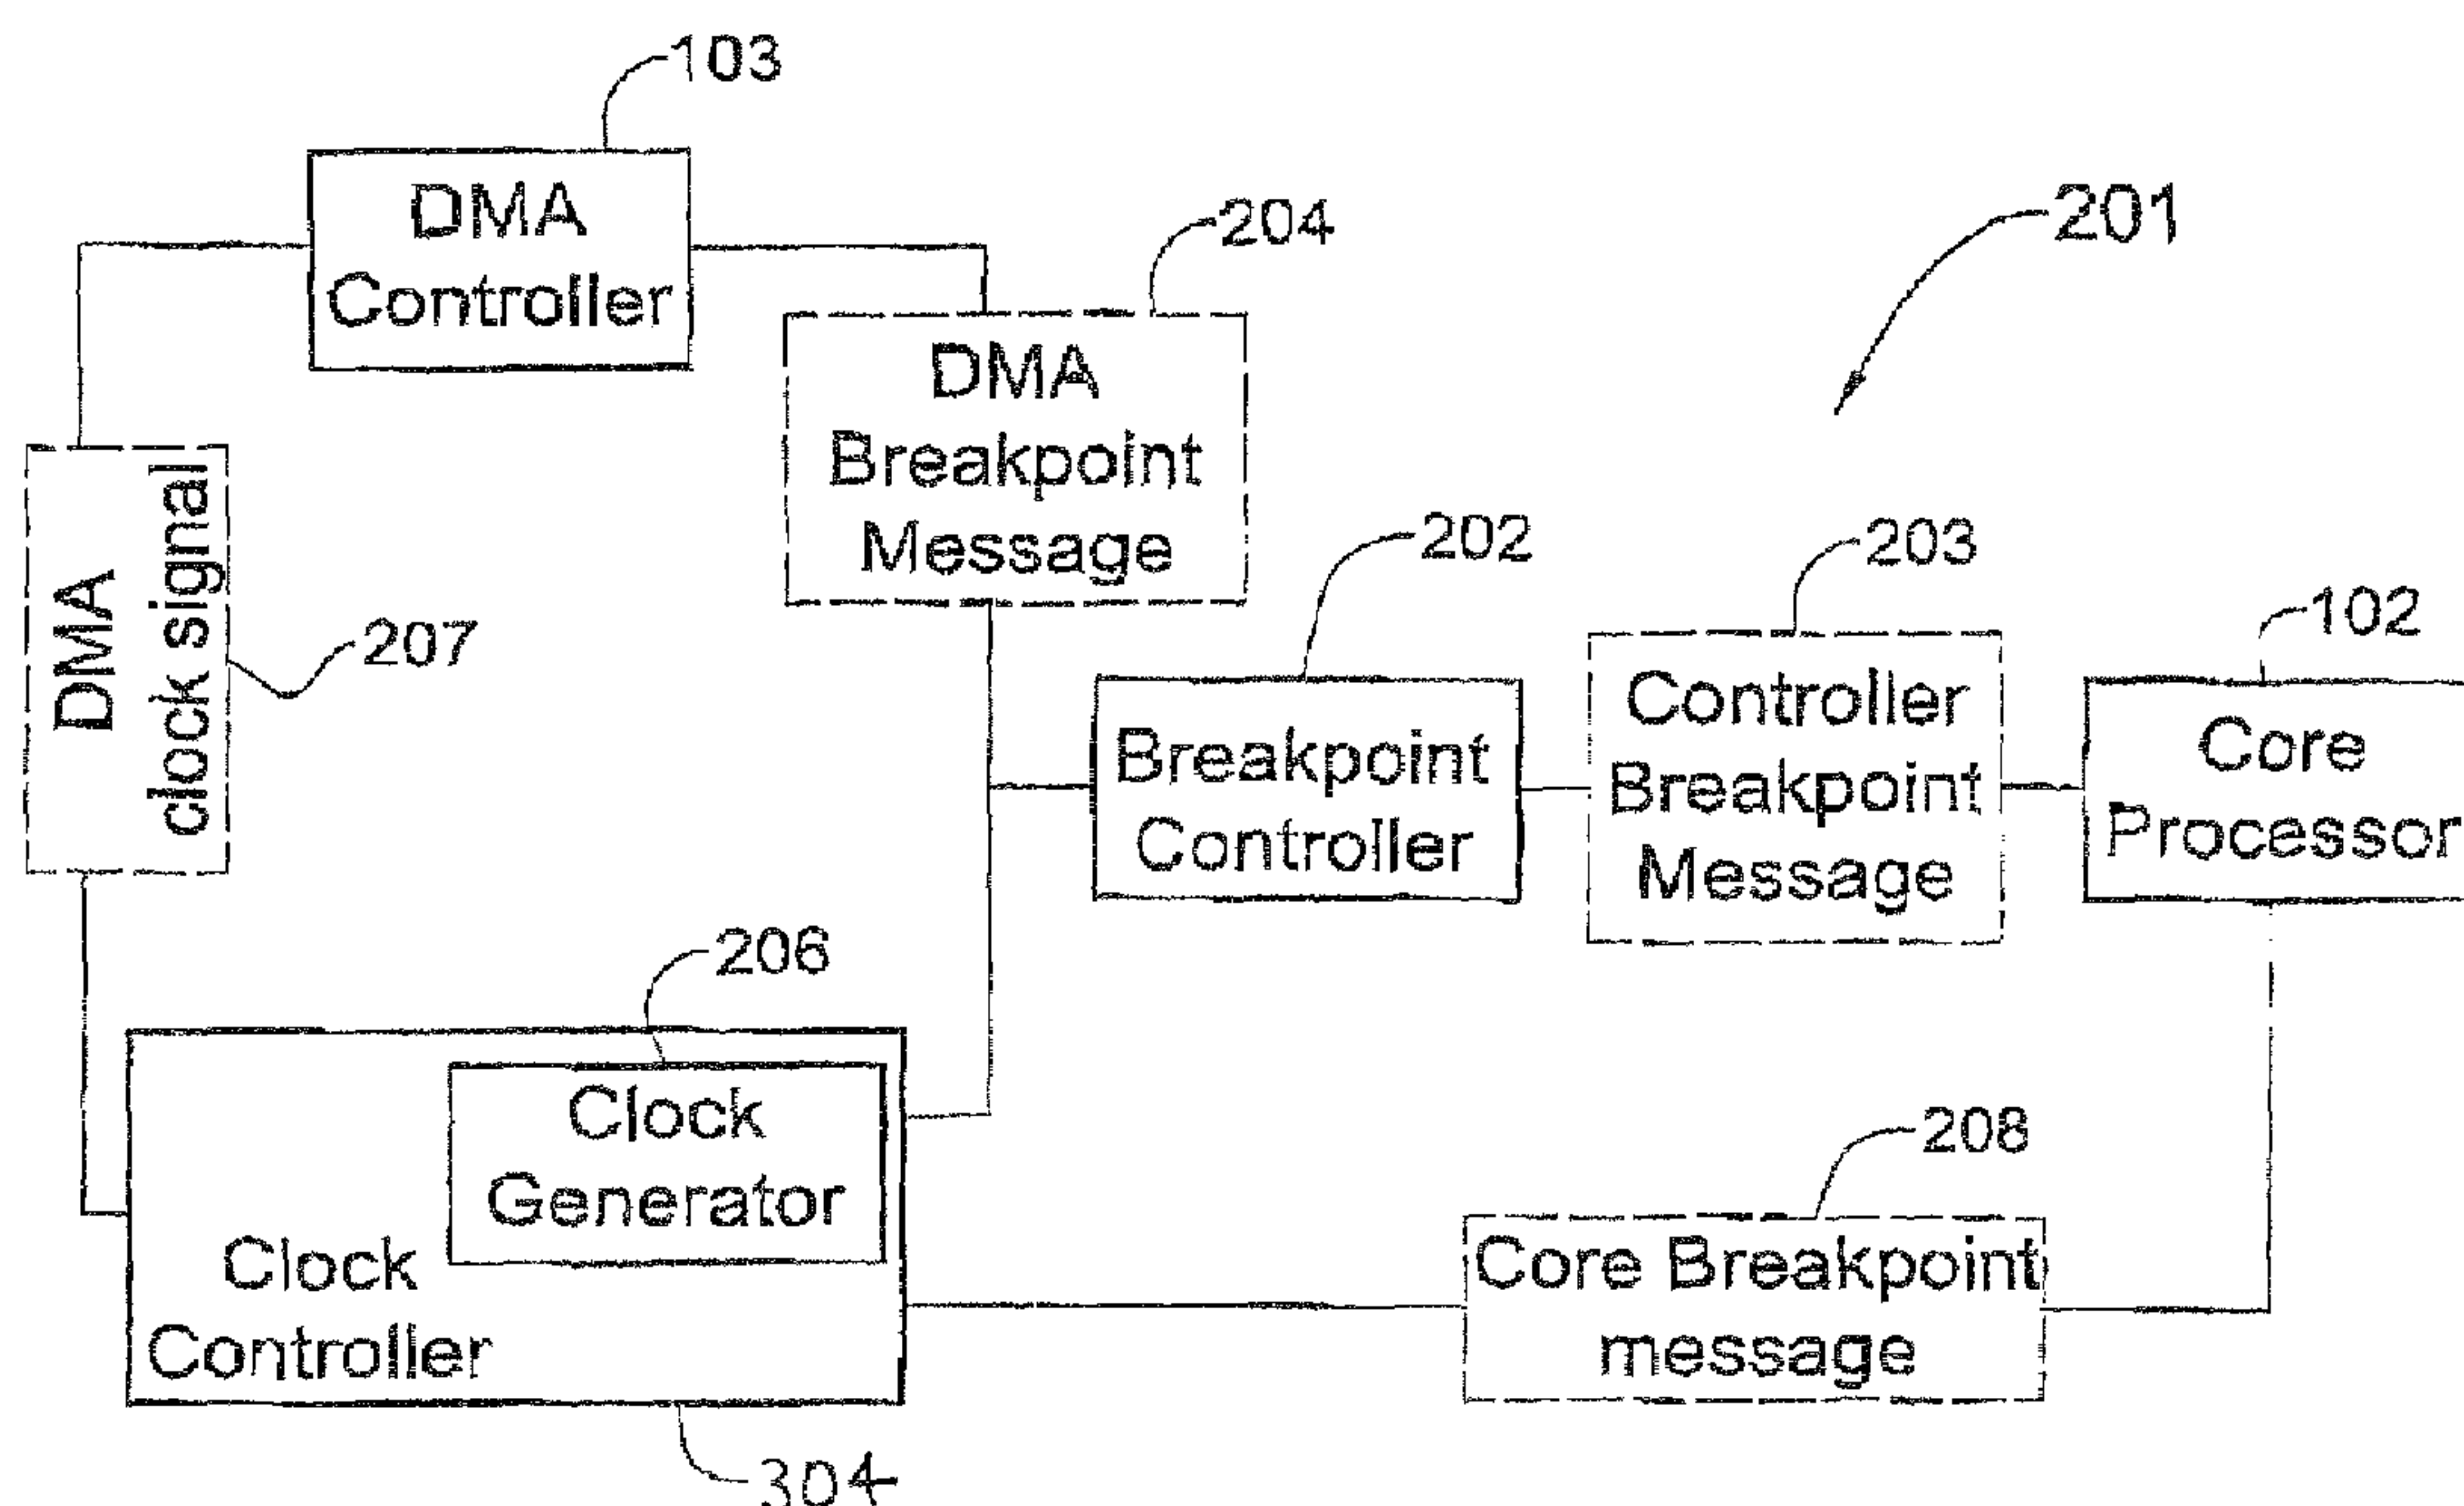 103
DMA
Controller
204
201
DMA
Breakpoint
Message
DMA
clock signal
207
202
203
102
Breakpoint
Controller
Controller
Breakpoint
Message
Core
Processor
206
Clock
Generator
Clock
Controller
208
Core Breakpoint
message
304